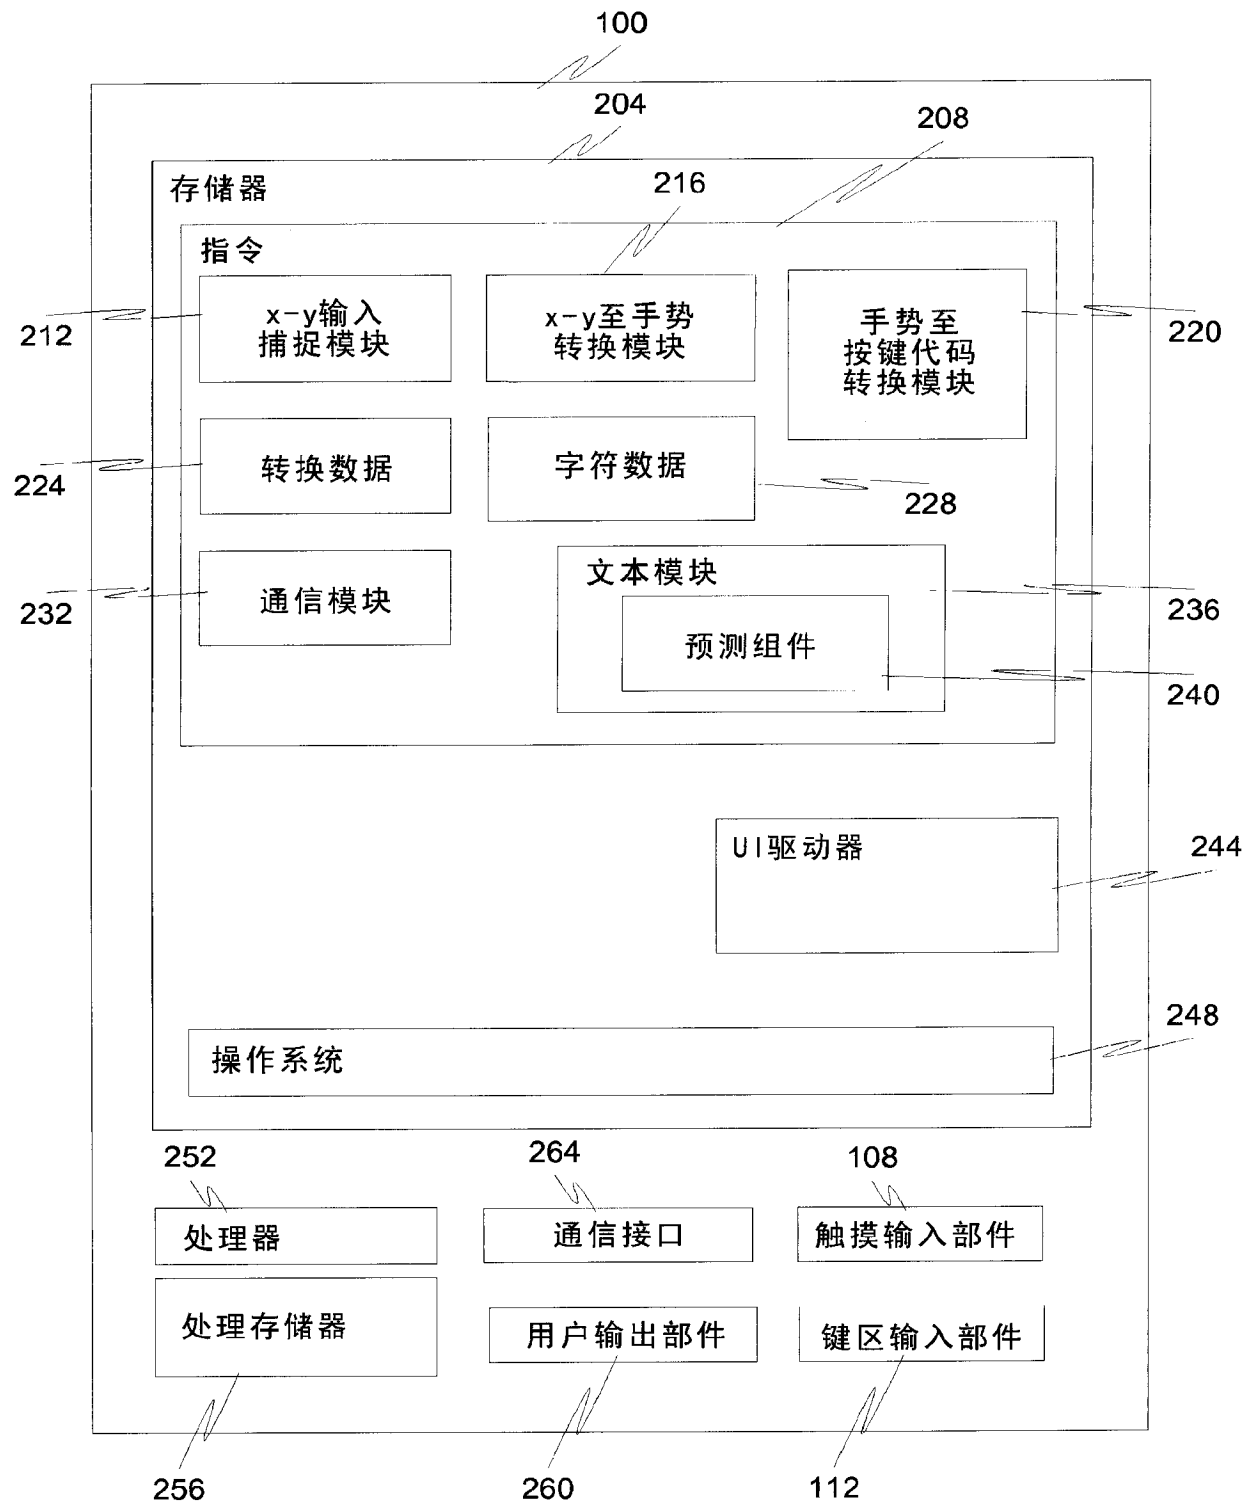 100
204
208
存储器
216
指令
212
x-y输入
捕捉模块
x-y至手势
转换模块
手势至
按键代码
转换模块
220
224
转换数据
字符数据
228
232
通信模块
文本模块
236
预测组件
240
UI驱动器
244
248
操作系统
252
264
108
处理器
通信接口
触摸输入部件
处理存储器
用户输出部件
键区输入部件
256
260
112